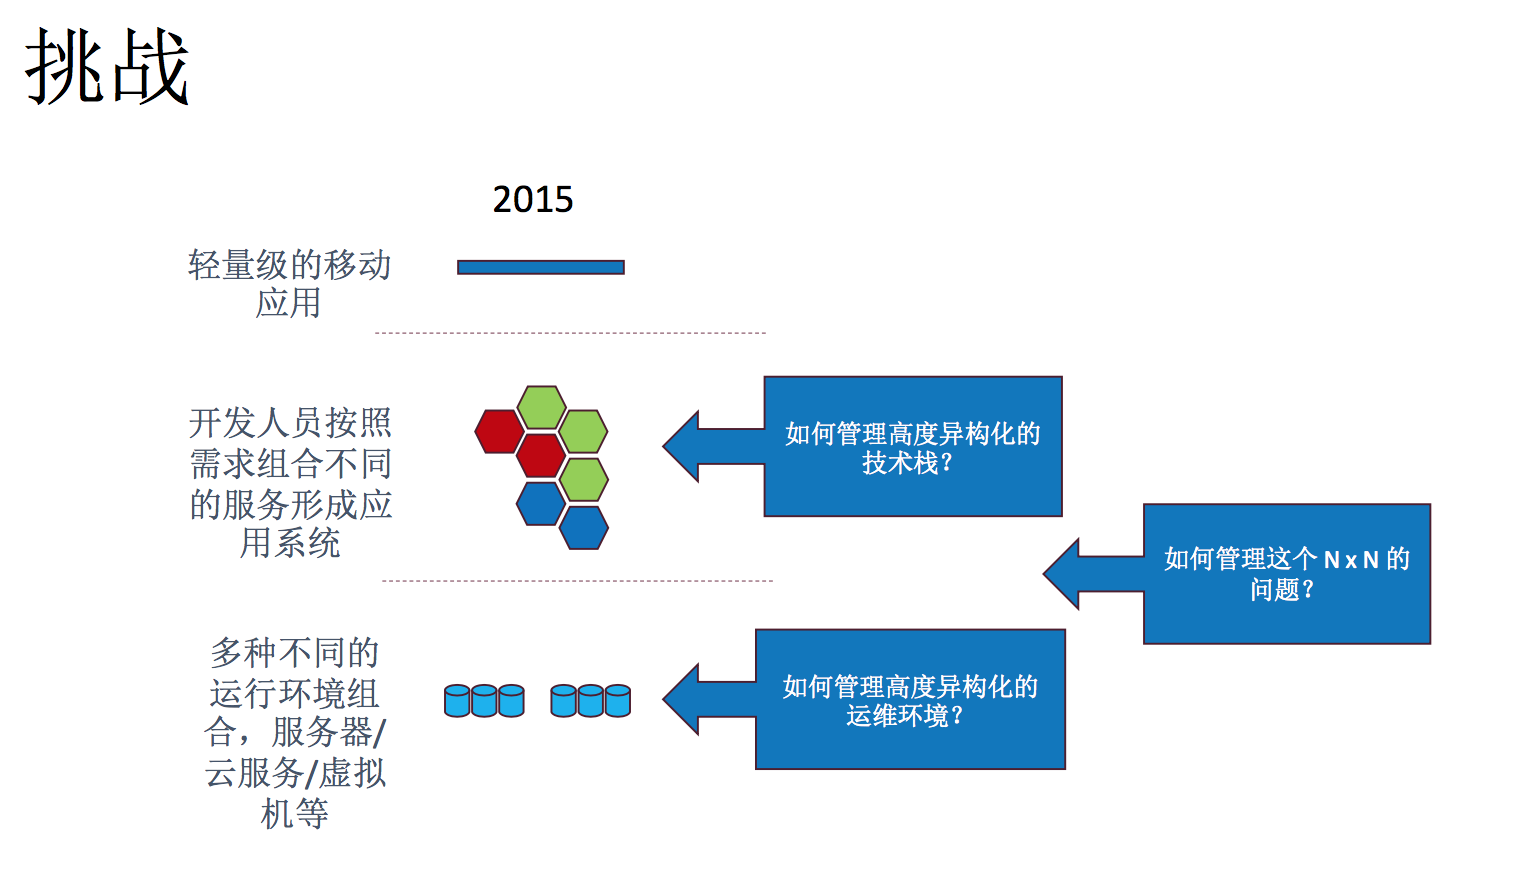 挑战
2015
轻量级的移动
应用
开发人员按照
需求组合不同
的服务形成应
用系统
如何管理高度异构化的
技术栈？
如何管理这个 N x N 的
问题？
多种不同的
运行环境组
合，服务器/
云服务/虚拟
机等
如何管理高度异构化的
运维环境？